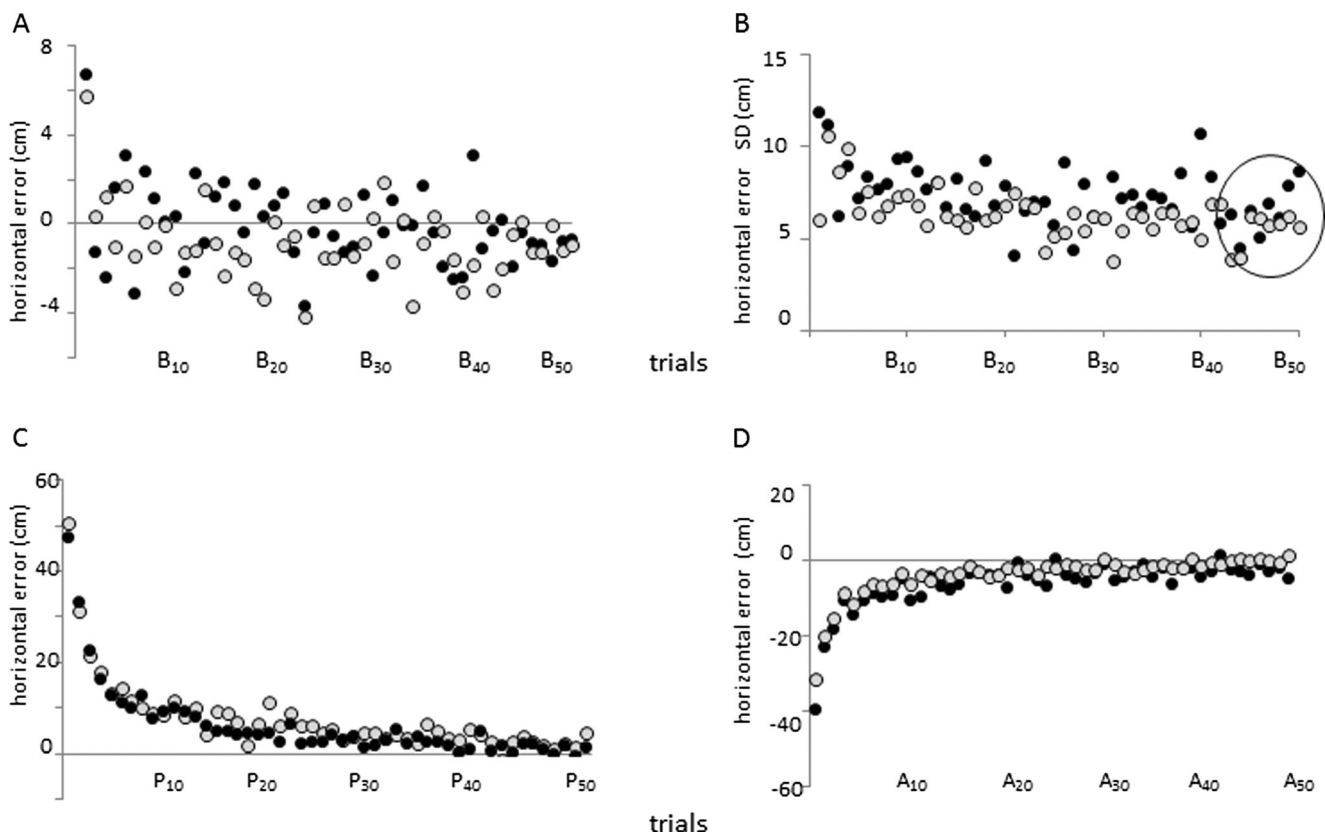 A
horizontal error (cm)
8
4
0
-4
B₁₀ B₂₀ B₃₀ B₄₀ B₅₀
B
horizontal error SD (cm)
15
10
5
0
B₁₀ B₂₀ B₃₀ B₄₀ B₅₀
trials
C
horizontal error (cm)
60
40
20
0
P₁₀ P₂₀ P₃₀ P₄₀ P₅₀
D
horizontal error (cm)
20
0
-20
-40
-60
A₁₀ A₂₀ A₃₀ A₄₀ A₅₀
trials